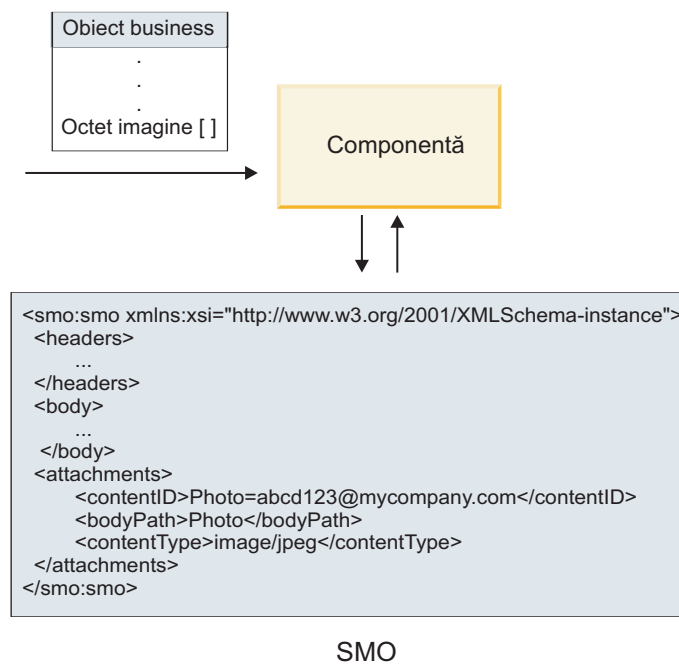 Obiect business
.
.
.
Octet imagine [ ]
Componentă
<smo:smo xmlns:xsi="http://www.w3.org/2001/XMLSchema-instance">
<headers>
...
</headers>
<body>
...
</body>
<attachments>
<contentID>Photo=abcd123@mycompany.com</contentID>
<bodyPath>Photo</bodyPath>
<contentType>image/jpeg</contentType>
</attachments>
</smo:smo>
SMO